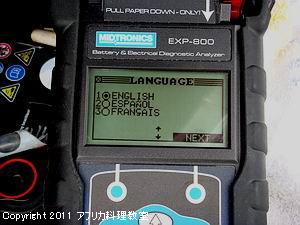 PULL PAPER DOWN - ONLY!
MIDTRONICS
EXP-800
Battery & Electrical Diagnostic Analyzer
LANGUAGE
1 ENGLISH
2 ESPAÑOL
3 FRANÇAIS
NEXT
Copyright 2011 アフリカ料理教室